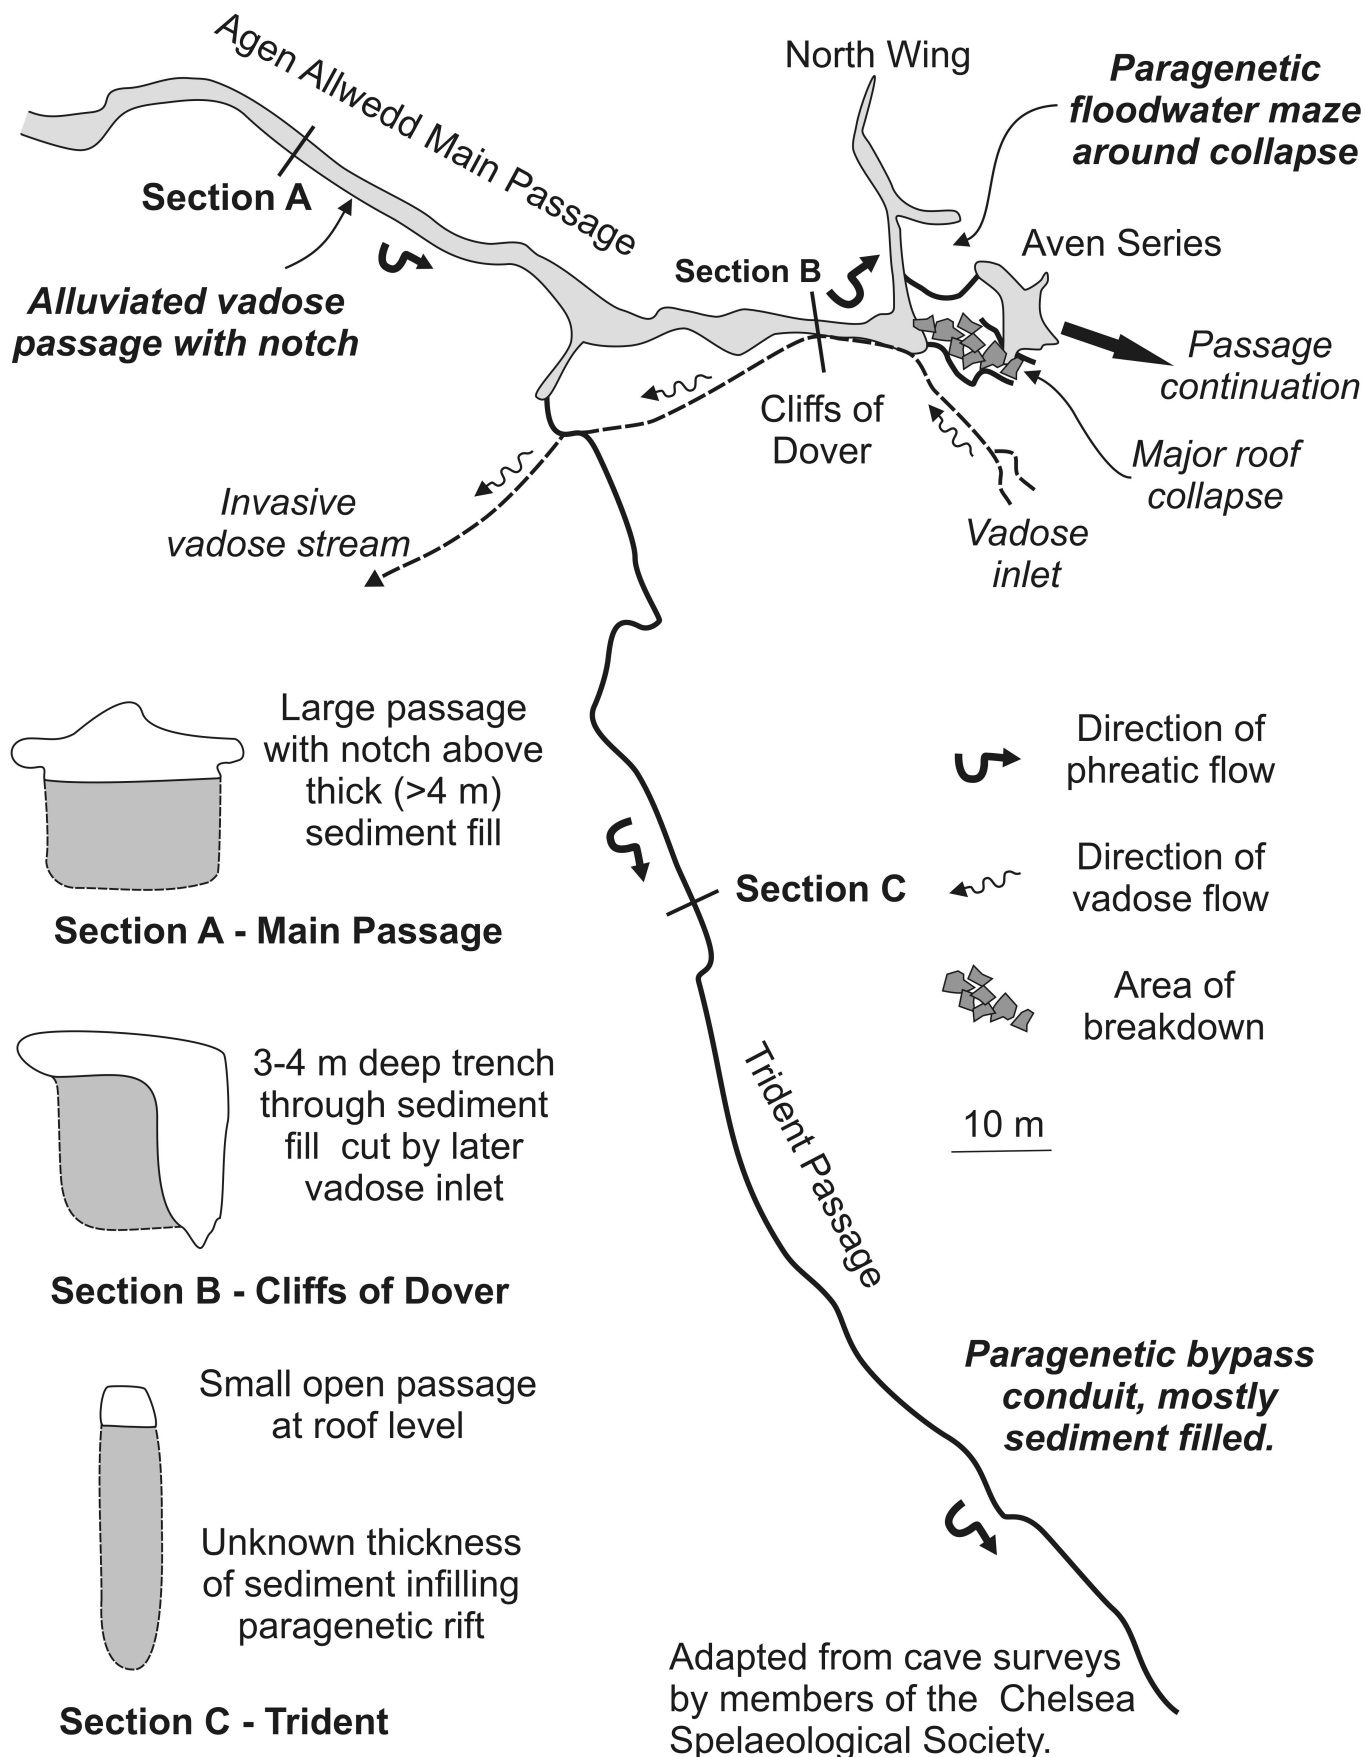 Agen Allwedd Main Passage
North Wing
Paragenetic
floodwater maze
around collapse
Section A
Aven Series
Section B
Alluviated vadose
passage with notch
Passage
continuation
Cliffs of
Dover
Major roof
collapse
Invasive
vadose stream
Vadose
inlet
Large passage
with notch above
thick (>4 m)
sediment fill
Section A - Main Passage
Direction of
phreatic flow
Direction of
vadose flow
Section C
Area of
breakdown
3-4 m deep trench
through sediment
fill  cut by later
vadose inlet
Section B - Cliffs of Dover
10 m
Trident Passage
Small open passage
at roof level
Unknown thickness
of sediment infilling
paragenetic rift
Section C - Trident
Paragenetic bypass
conduit, mostly
sediment filled.
Adapted from cave surveys
by members of the  Chelsea
Spelaeological Society.